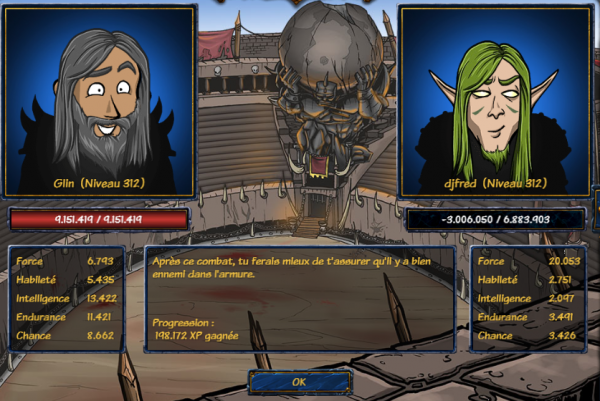 Glin (Niveau 312)
djfred (Niveau 312)
9.151.419 / 9.151.419
-3.006.050 / 6.883.903
Force 6.793
Habileté 5.435
Intelligence 13.422
Endurance 11.421
Chance 8.662
Après ce combat, tu ferais mieux de t'assurer qu'il y a bien
ennemi dans l'armure.
Progression :
198.172 XP gagnée
Force 20.053
Habileté 2.751
Intelligence 2.097
Endurance 3.491
Chance 3.426
OK